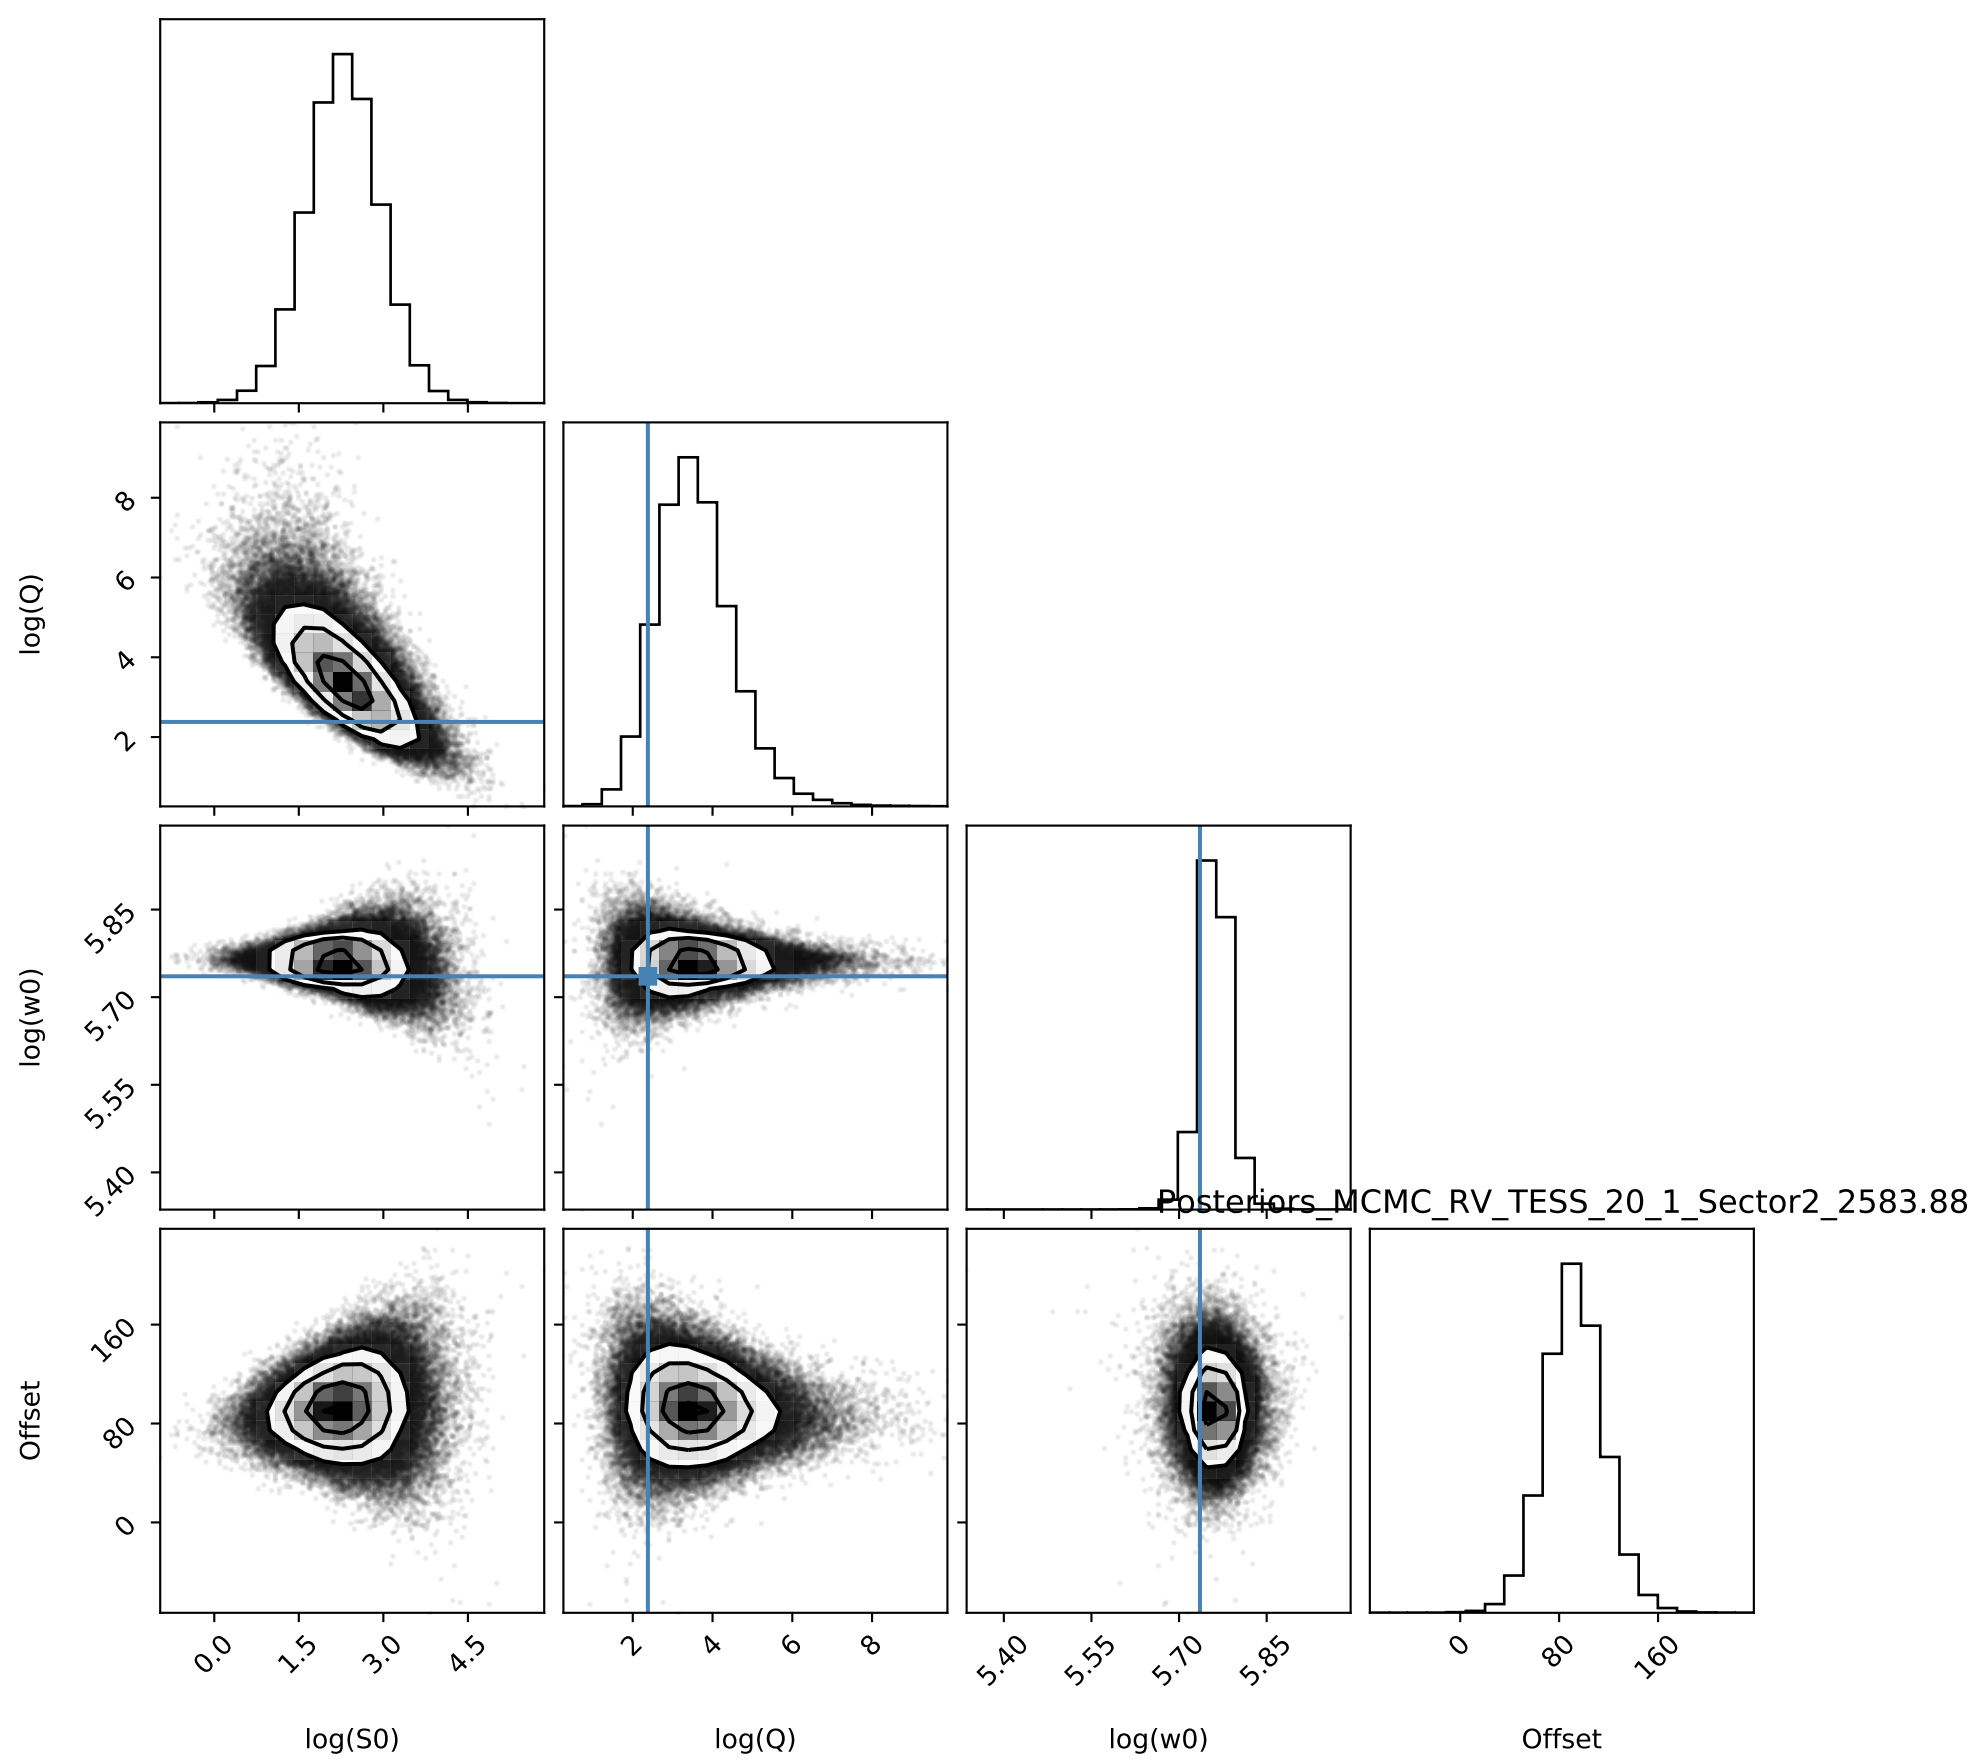 log(Q)
8
6
4
2
log(w0)
5.85
5.70
5.55
5.40
Posteriors_MCMC_RV_TESS_20_1_Sector2_2583.88
Offset
160
80
0
0.0 1.5 3.0 4.5 2 4 6 8 5.40 5.55 5.70 5.85 0 80 160
log(S0) log(Q) log(w0) Offset